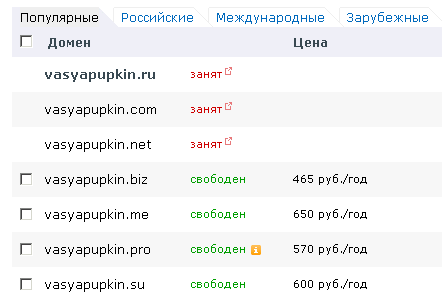 Популярные Российские Международные Зарубежные
Домен Цена
vasyapupkin.ru занят
vasyapupkin.com занят
vasyapupkin.net занят
vasyapupkin.biz свободен 465 руб./год
vasyapupkin.me свободен 650 руб./год
vasyapupkin.pro свободен 570 руб./год
vasyapupkin.su свободен 600 руб./год